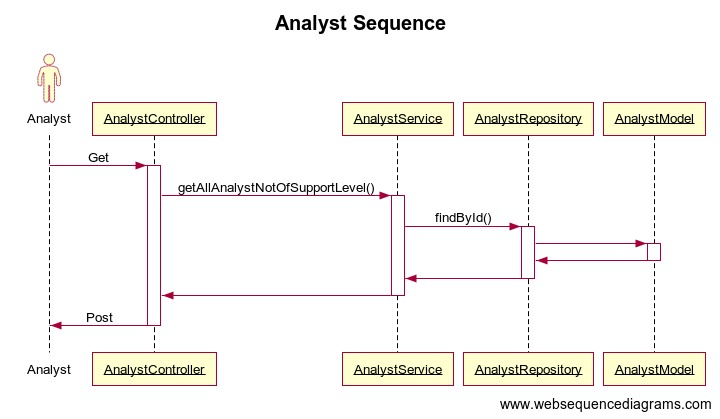 Analyst Sequence
Analyst
AnalystController
AnalystService
AnalystRepository
AnalystModel
Get
getAllAnalystNotOfSupportLevel()
findById()
Post
Analyst
AnalystController
AnalystService
AnalystRepository
AnalystModel
www.websequencediagrams.com